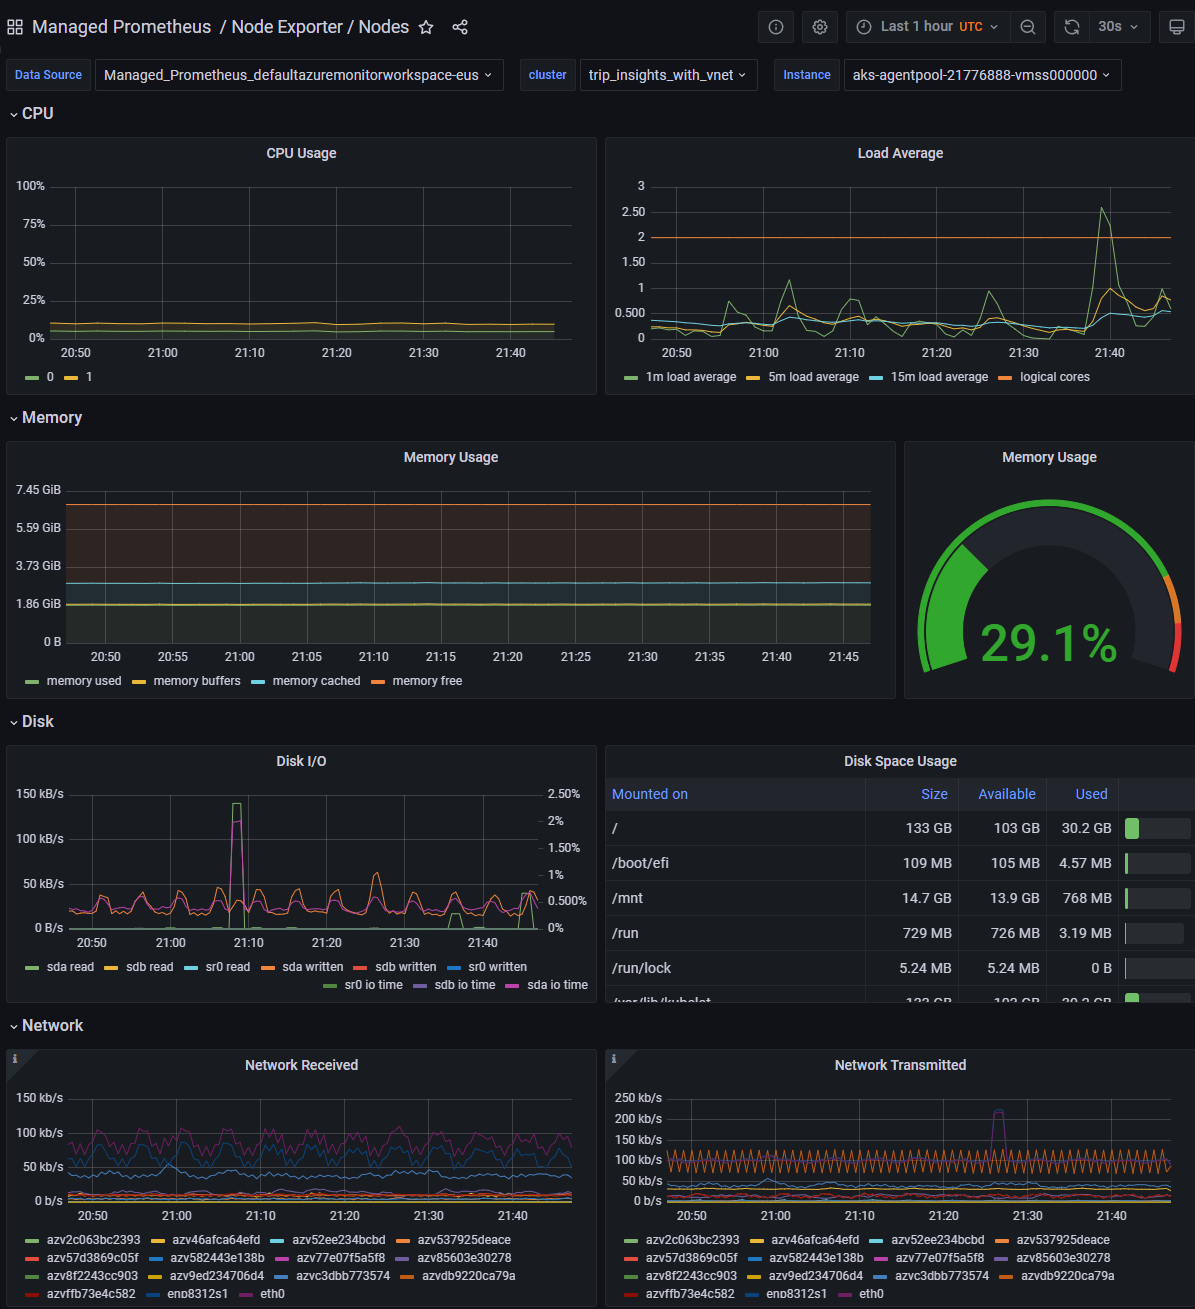 Managed Prometheus / Node Exporter / Nodes
Last 1 hour UTC
30s
Data Source Managed_Prometheus_defaultazuremonitorworkspace-eus cluster trip_insights_with_vnet Instance aks-agentpool-21776888-vmss000000
CPU
CPU Usage
100%
75%
50%
25%
0%
20:50 21:00 21:10 21:20 21:30 21:40
0 1
Load Average
3
2.50
2
1.50
1
0.500
0
20:50 21:00 21:10 21:20 21:30 21:40
1m load average 5m load average 15m load average logical cores
Memory
Memory Usage
7.45 GiB
5.59 GiB
3.73 GiB
1.86 GiB
0 B
20:50 20:55 21:00 21:05 21:10 21:15 21:20 21:25 21:30 21:35 21:40 21:45
memory used memory buffers memory cached memory free
Memory Usage
29.1%
Disk
Disk I/O
150 kB/s 2.50%
2%
100 kB/s
1.50%
50 kB/s 1%
0.500%
0 B/s 0%
20:50 21:00 21:10 21:20 21:30 21:40
sda read sdb read sr0 read sda written sdb written sr0 written
sr0 io time sdb io time sda io time
Disk Space Usage
Mounted on Size Available Used
/ 133 GB 103 GB 30.2 GB
/boot/efi 109 MB 105 MB 4.57 MB
/mnt 14.7 GB 13.9 GB 768 MB
/run 729 MB 726 MB 3.19 MB
/run/lock 5.24 MB 5.24 MB 0 B
/var/lib/kubelet 133 GB 103 GB 30.2 GB
Network
Network Received
150 kb/s
100 kb/s
50 kb/s
0 b/s
20:50 21:00 21:10 21:20 21:30 21:40
azv2c063bc2393 azv46afca64efd azv52ee234bcbd azv537925deace
azv57d3869c05f azv582443e138b azv77e07f5a5f8 azv85603e30278
azv8f2243cc903 azv9ed234706d4 azvc3dbb773574 azvdb9220ca79a
azvffb73e4c582 enp8312s1 eth0
Network Transmitted
250 kb/s
200 kb/s
150 kb/s
100 kb/s
50 kb/s
0 b/s
20:50 21:00 21:10 21:20 21:30 21:40
azv2c063bc2393 azv46afca64efd azv52ee234bcbd azv537925deace
azv57d3869c05f azv582443e138b azv77e07f5a5f8 azv85603e30278
azv8f2243cc903 azv9ed234706d4 azvc3dbb773574 azvdb9220ca79a
azvffb73e4c582 enp8312s1 eth0